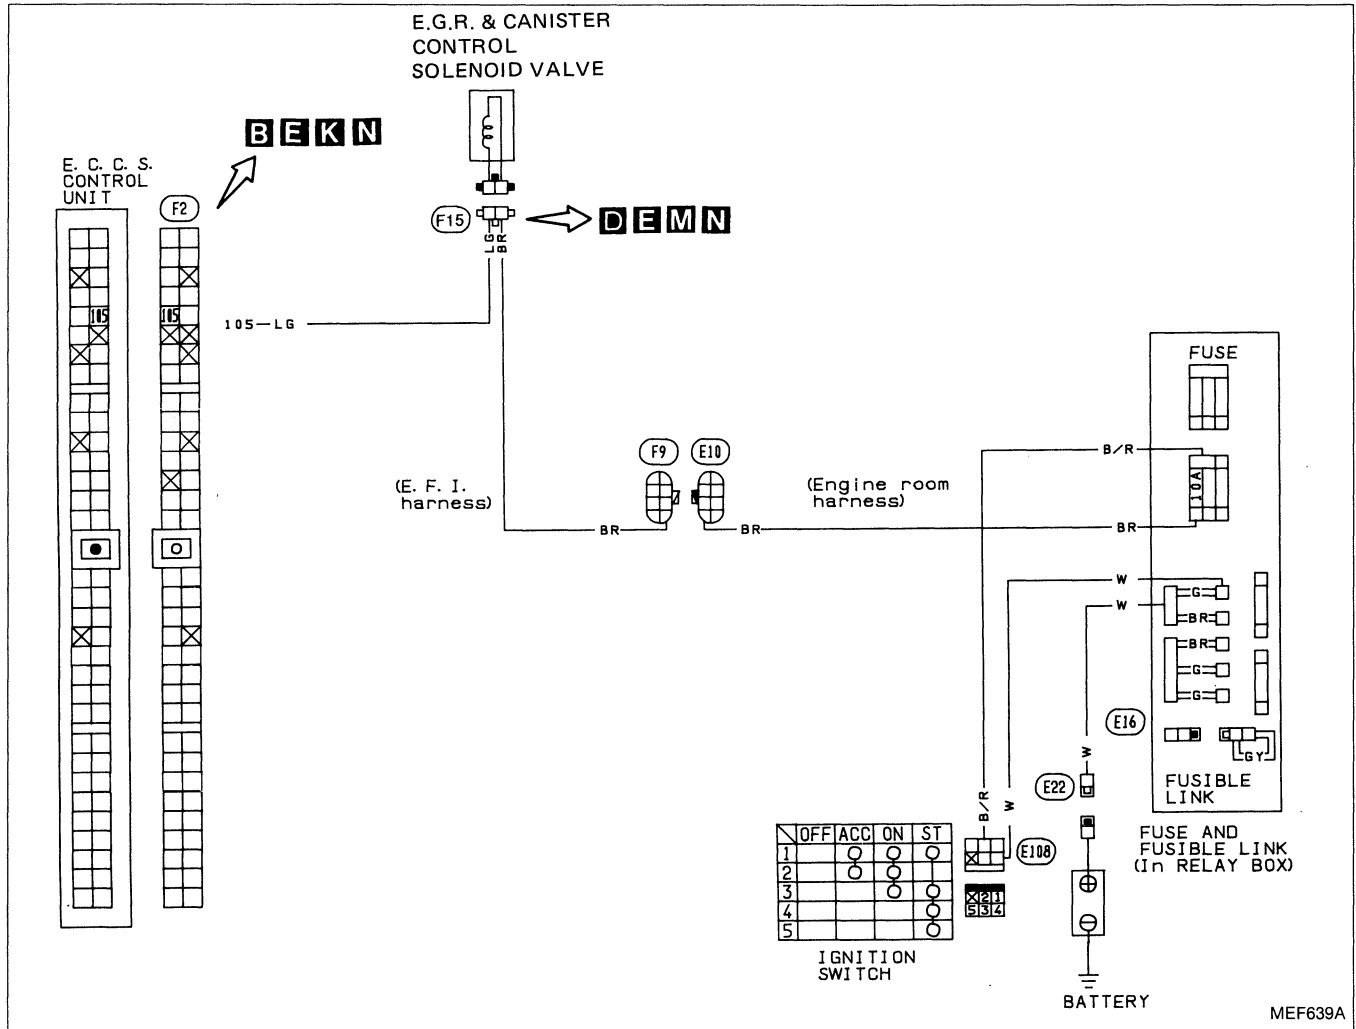 E.G.R. & CANISTER
CONTROL
SOLENOID VALVE
B E K N
E. C. C. S.
CONTROL
UNIT
F2
F15
D E M N
LG
BR
105
105
105—LG
FUSE
F9
E10
B/R
10A
(E. F. I.
harness)
(Engine room
harness)
BR
BR
BR
W
W
G
BR
BR
G
G
E16
GY
W
E22
FUSIBLE
LINK
B/R
W
OFF ACC ON ST
1
2
3
4
5
E108
2 1
5 3 4
FUSE AND
FUSIBLE LINK
(In RELAY BOX)
IGNITION
SWITCH
BATTERY
MEF639A